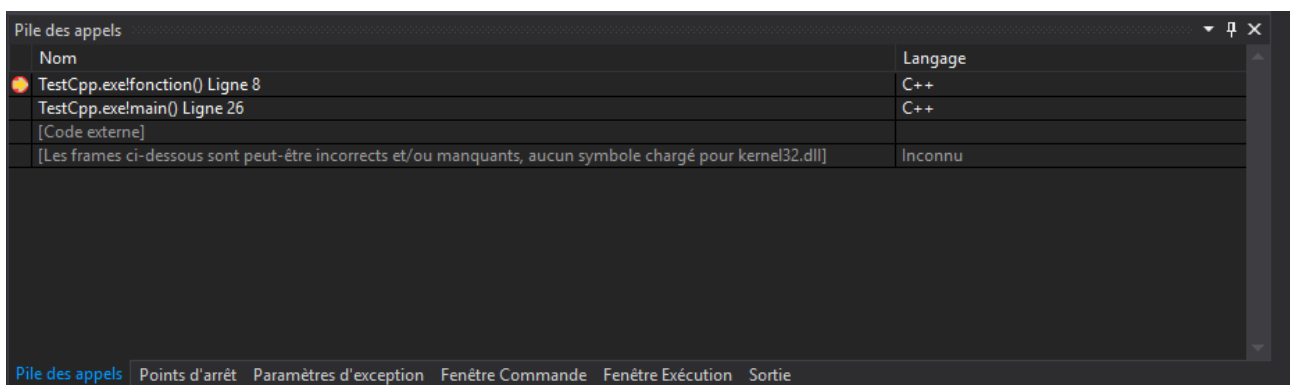 Pile des appels
Nom Langage
TestCpp.exe!fonction() Ligne 8 C++
TestCpp.exe!main() Ligne 26 C++
[Code externe]
[Les frames ci-dessous sont peut-être incorrects et/ou manquants, aucun symbole chargé pour kernel32.dll] Inconnu
Pile des appels Points d'arrêt Paramètres d'exception Fenêtre Commande Fenêtre Exécution Sortie